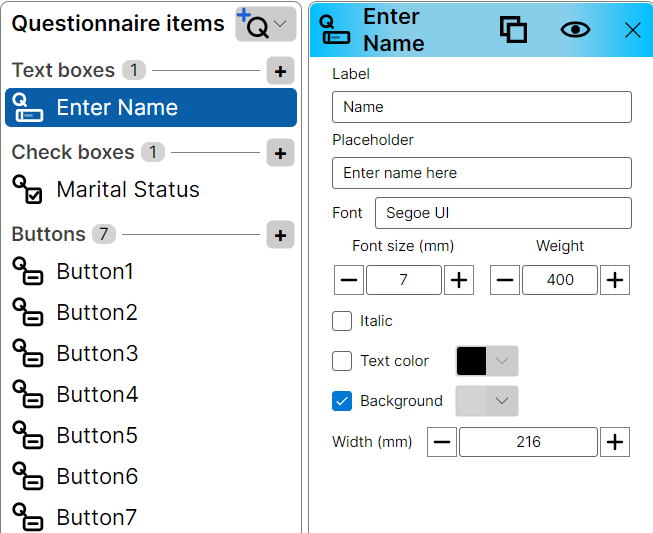 Questionnaire items
Text boxes 1
Enter Name
Check boxes 1
Marital Status
Buttons 7
Button1
Button2
Button3
Button4
Button5
Button6
Button7
Enter
Name
Label
Name
Placeholder
Enter name here
Font Segoe UI
Font size (mm) Weight
7 400
Italic
Text color
Background
Width (mm) 216